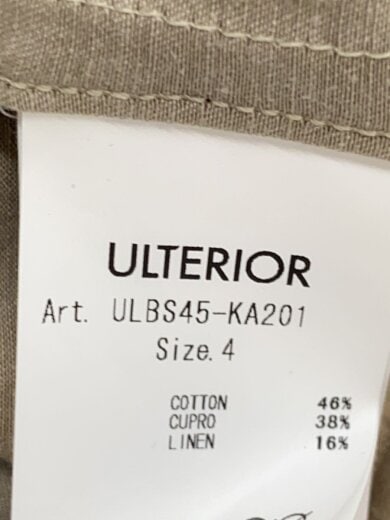 ULTERIOR
Art. ULBS45-KA201
Size. 4
COTTON 46%
CUPRO 38%
LINEN 16%